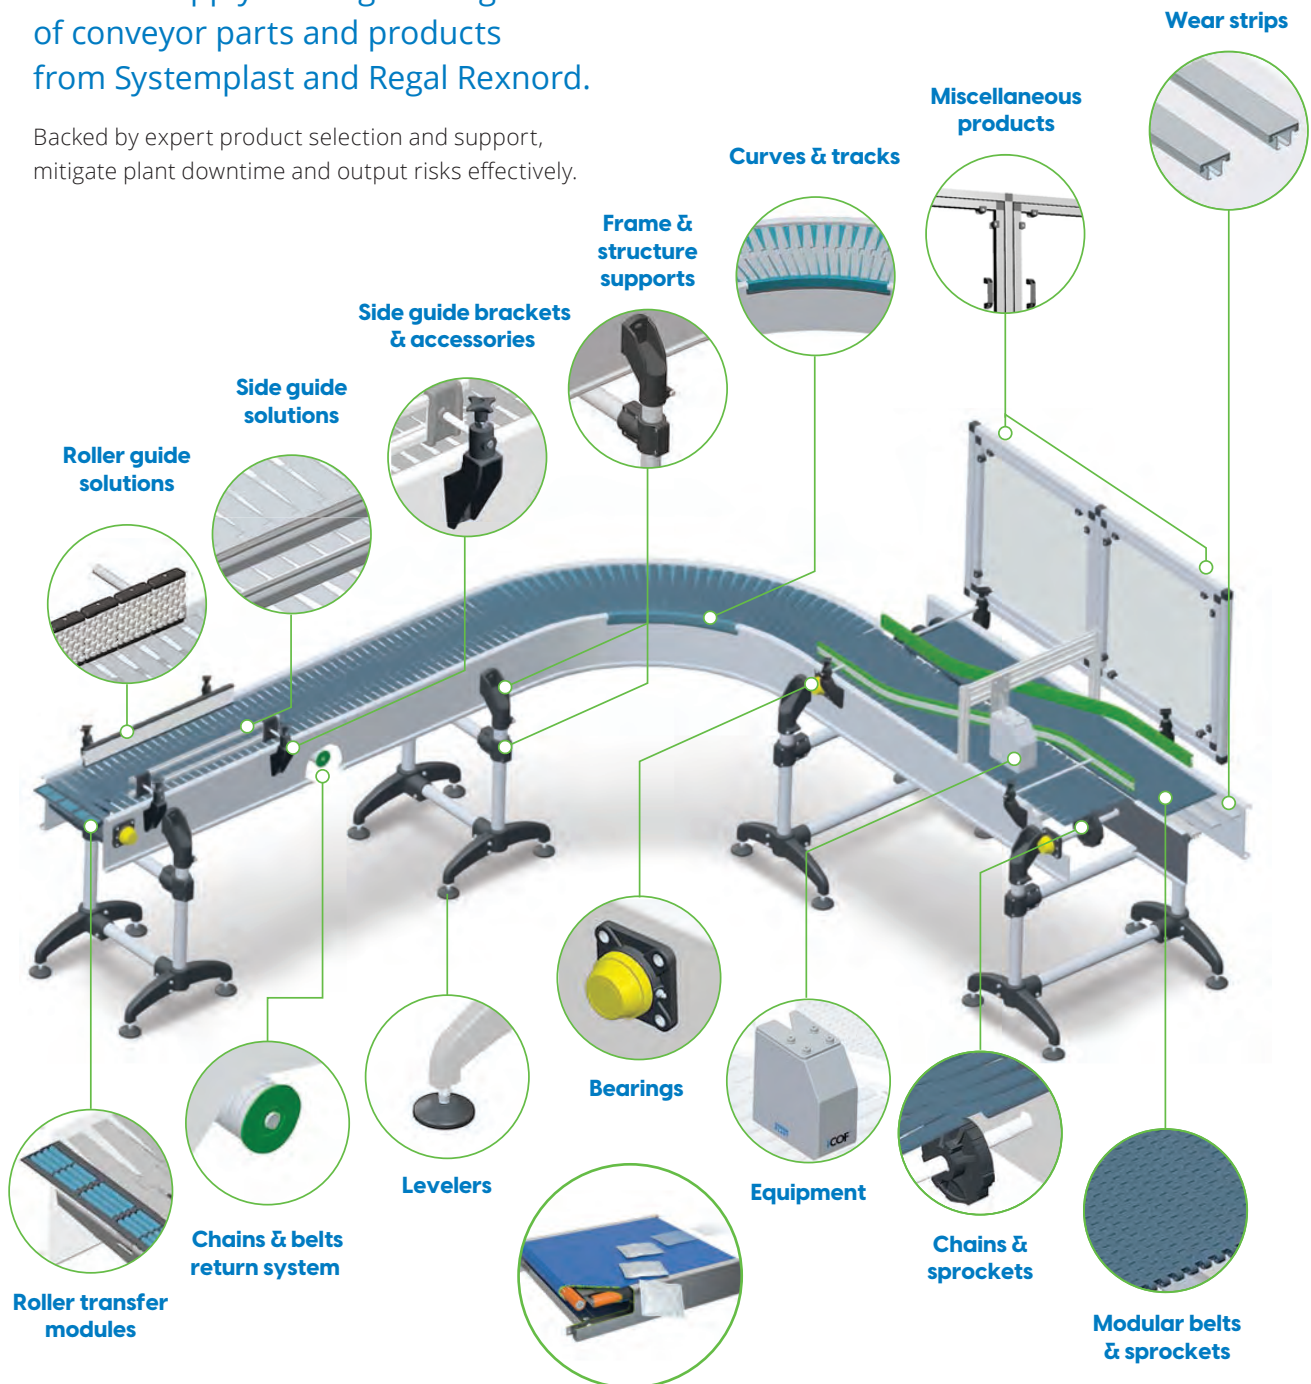 of conveyor parts and products
from Systemplast and Regal Rexnord.
Backed by expert product selection and support,
mitigate plant downtime and output risks effectively.
Wear strips
Miscellaneous
products
Curves & tracks
Frame &
structure
supports
Side guide brackets
& accessories
Side guide
solutions
Roller guide
solutions
Bearings
COF
Levelers
Equipment
Chains & belts
return system
Chains &
sprockets
Roller transfer
modules
Modular belts
& sprockets